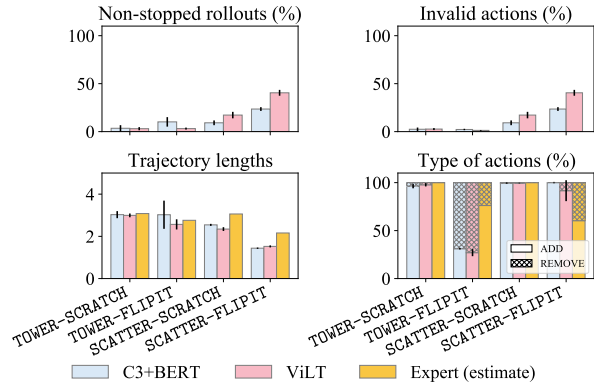 Non-stopped rollouts (%)
Invalid actions (%)
100
50
0
100
50
0
Trajectory lengths
Type of actions (%)
4
2
0
100
50
0
ADD
REMOVE
TOWER-SCRATCH
TOWER-FLIPIT
SCATTER-SCRATCH
SCATTER-FLIPIT
TOWER-SCRATCH
TOWER-FLIPIT
SCATTER-SCRATCH
SCATTER-FLIPIT
C3+BERT
ViLT
Expert (estimate)